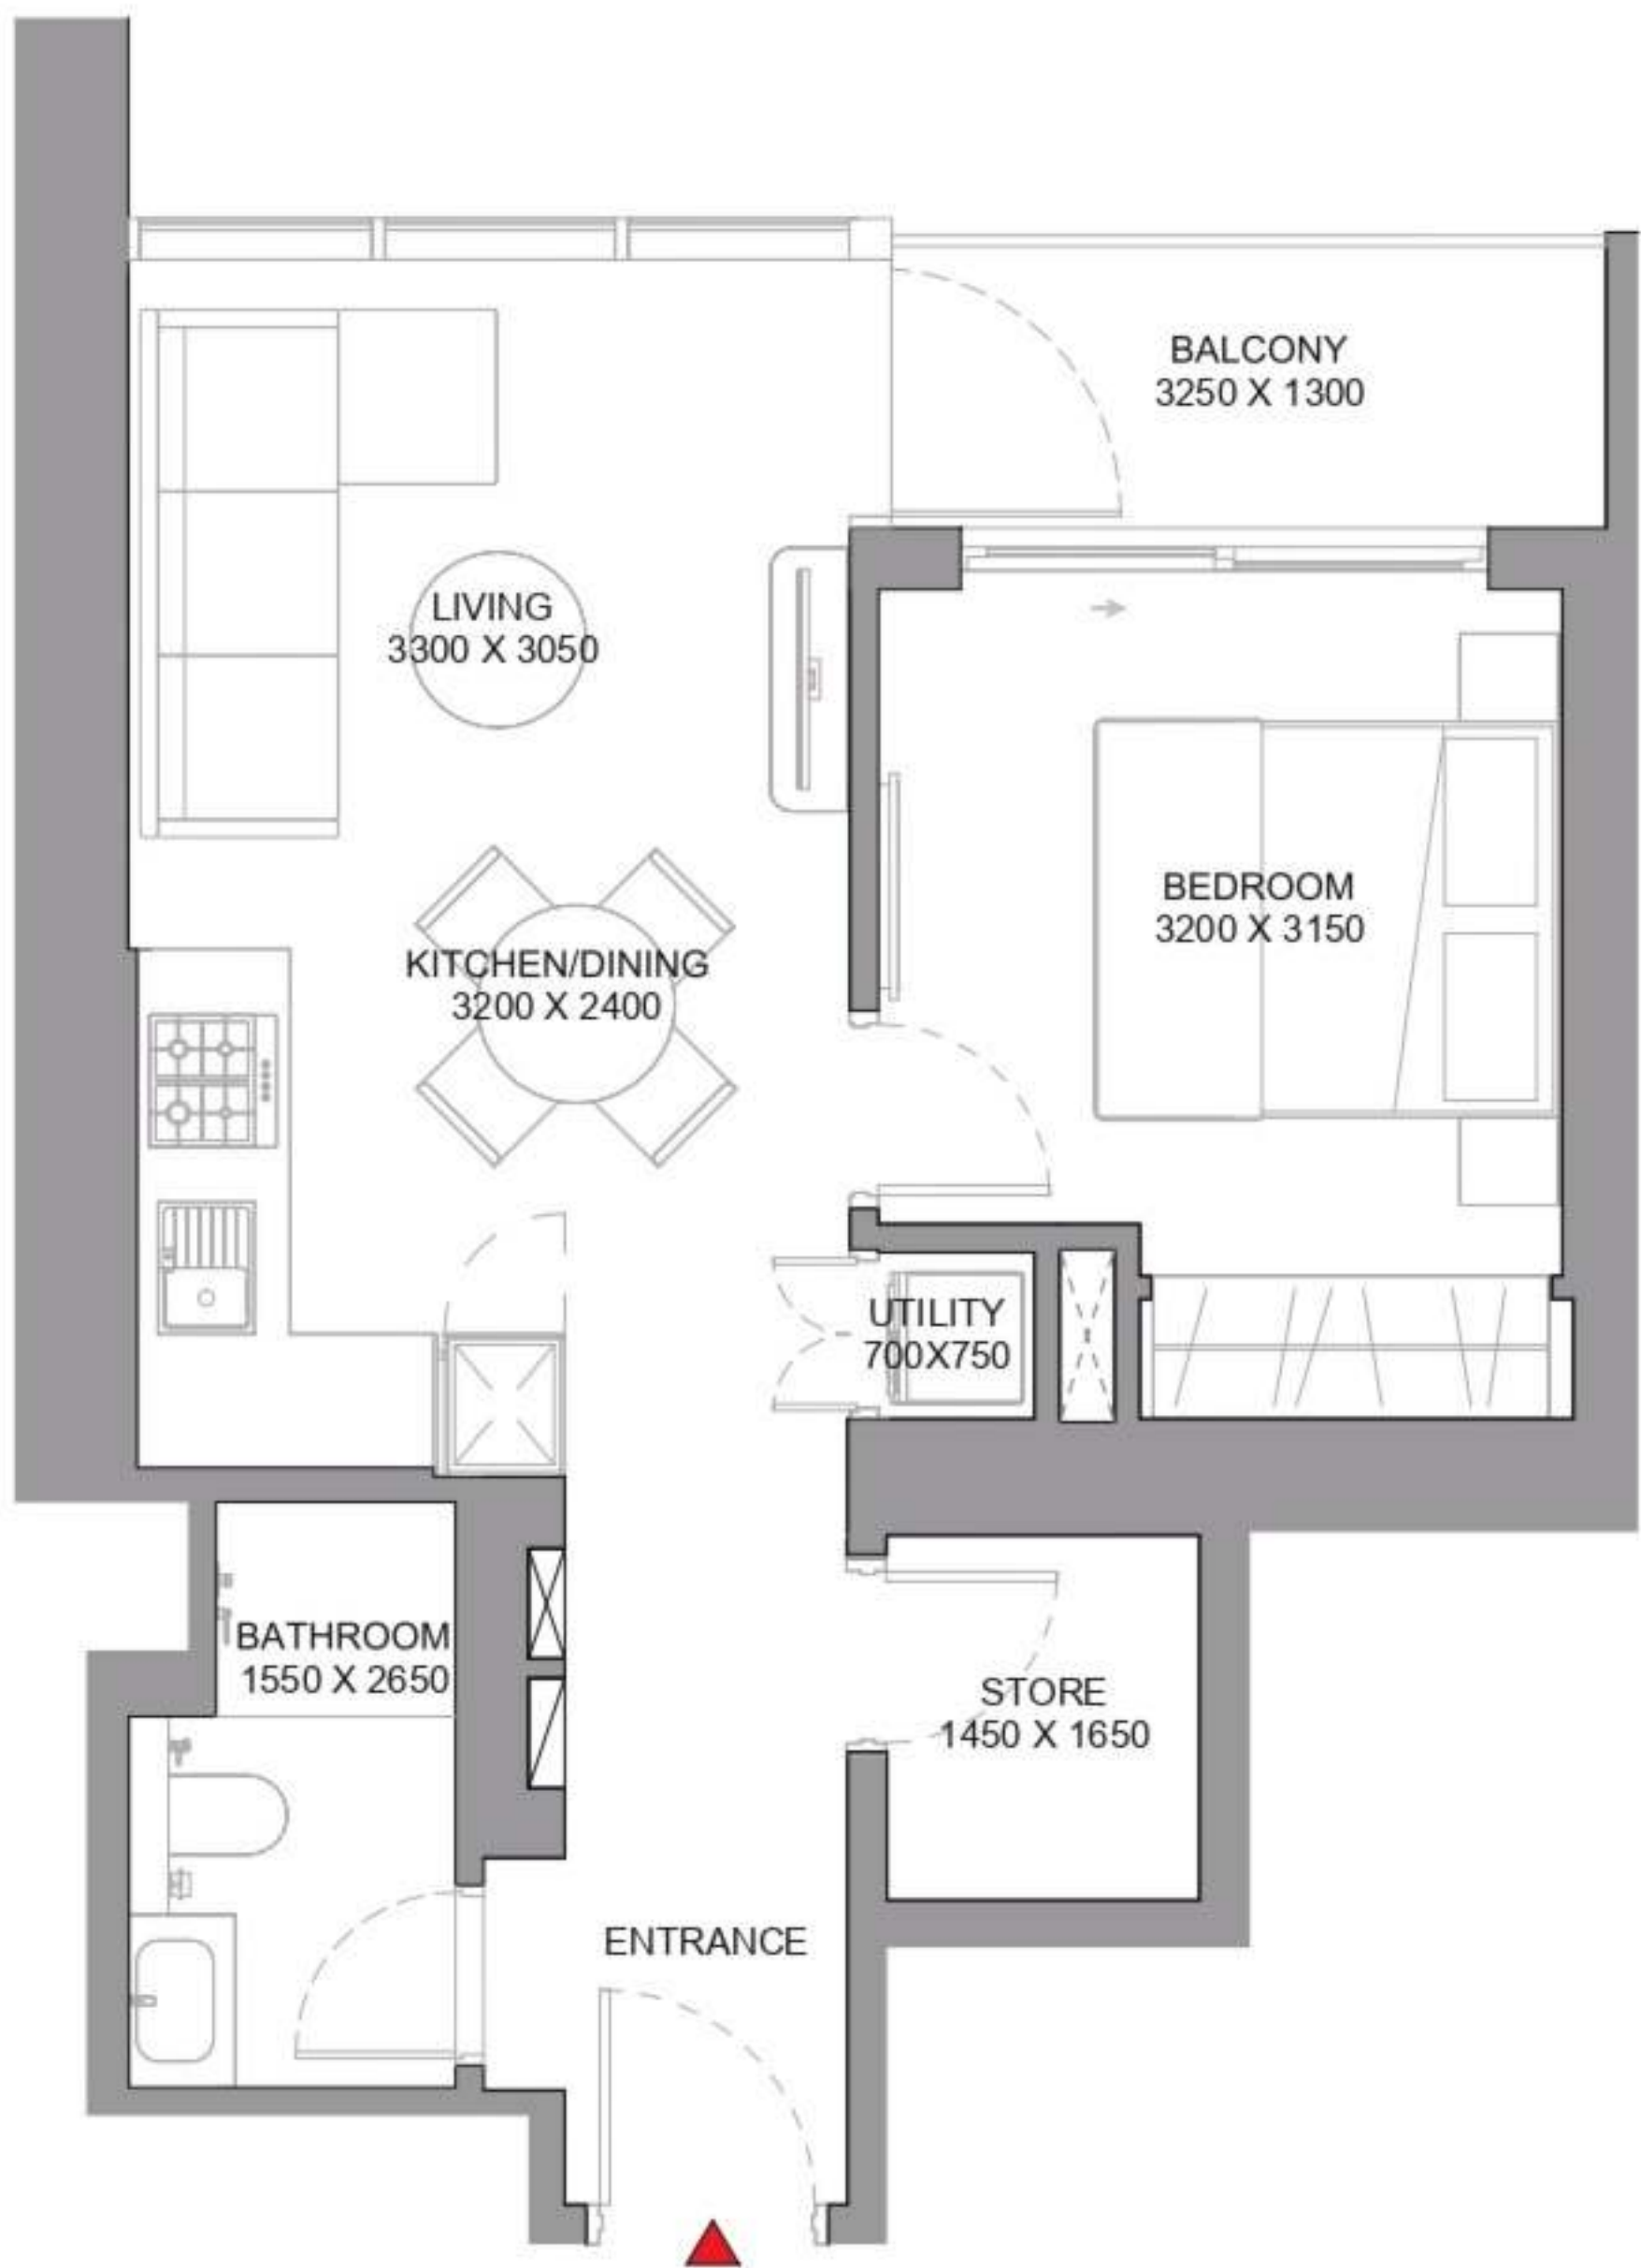 BALCONY
3250 X 1300
LIVING
3300 X 3050
BEDROOM
3200 X 3150
KITCHEN/DINING
3200 X 2400
UTILITY
700X750
BATHROOM
1550 X 2650
STORE
1450 X 1650
ENTRANCE